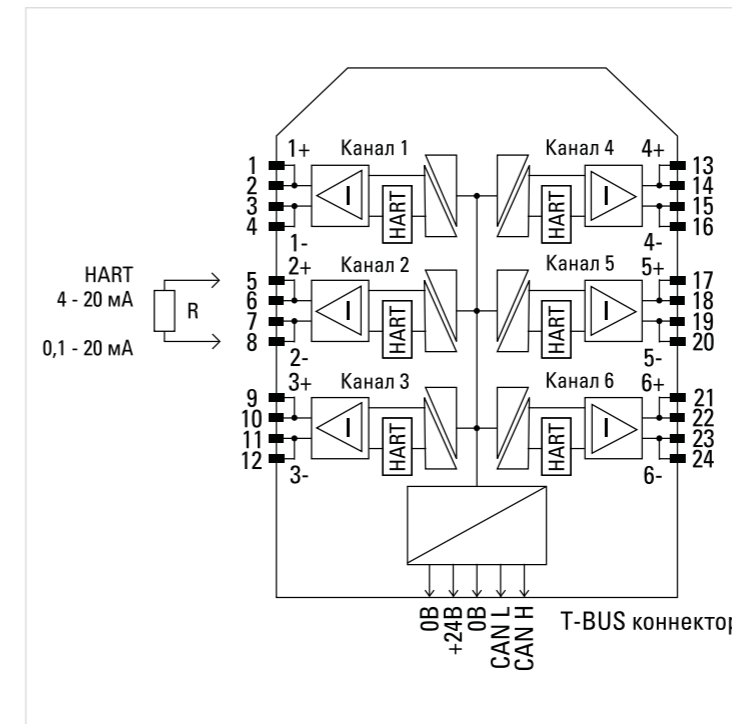 Канал 1
Канал 4
1+
4+
1
2
3
4
I
HART
HART
I
13
14
15
16
1-
4-
HART
4 - 20 мА
0,1 - 20 мА
R
Канал 2
Канал 5
2+
5+
5
6
7
8
I
HART
HART
I
17
18
19
20
2-
5-
Канал 3
Канал 6
3+
6+
9
10
11
12
I
HART
HART
I
21
22
23
24
3-
6-
0В
+24В
0В
CAN L
CAN H
T-BUS коннектор